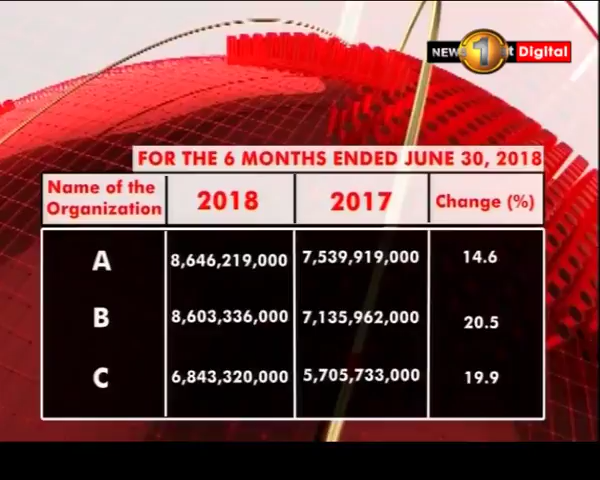 NEWS 1st Digital
FOR THE 6 MONTHS ENDED JUNE 30, 2018
Name of the Organization 2018 2017 Change (%)
A 8,646,219,000 7,539,919,000 14.6
B 8,603,336,000 7,135,962,000 20.5
C 6,843,320,000 5,705,733,000 19.9